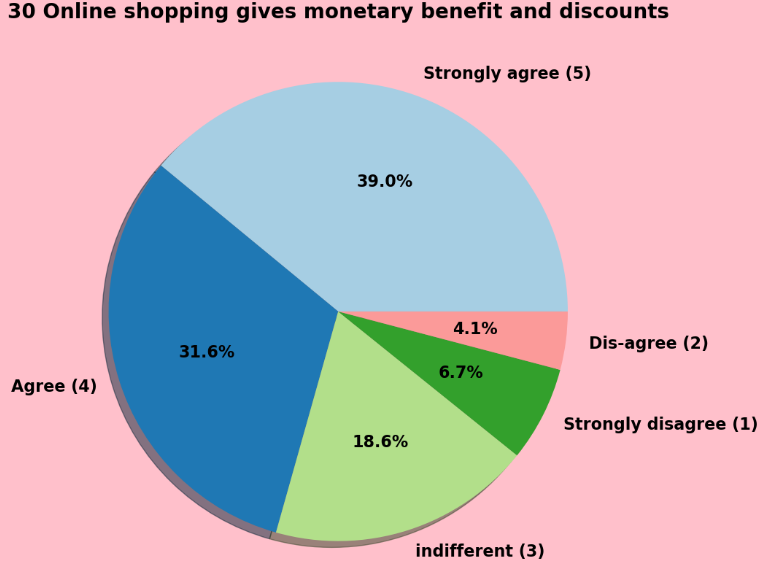 30 Online shopping gives monetary benefit and discounts
Strongly agree (5)
39.0%
31.6%
Agree (4)
4.1%
Dis-agree (2)
6.7%
Strongly disagree (1)
18.6%
indifferent (3)